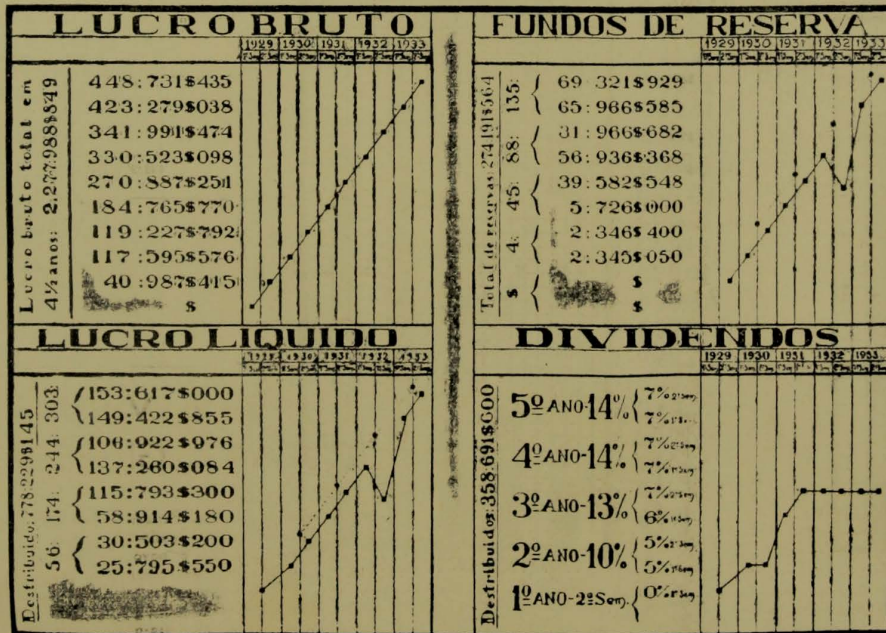 LUCRO BRUTO
1929 1930 1931 1932 1933
Lucro bruto total em
4½ anos: 2.277:988$849
448:731$435
423:279$038
341:991$474
330:523$098
270:887$251
184:765$770
119:227$792
117:595$576
40:987$415
$
FUNDOS DE RESERVA
1929 1930 1931 1932 1933
Total de reservas: 274:191$564
135:
69:321$929
65:966$585
88:
31:966$682
56:936$368
45:
39:582$548
5:726$000
4:
2:346$400
2:345$050
$
$
$
LUCRO LIQUIDO
1930 1931 1932 1933
Destribuido: 778:229$145
303:
153:617$000
149:422$855
244:
106:922$976
137:260$084
174:
115:793$300
58:914$180
56:
30:503$200
25:795$550
DIVIDENDOS
1929 1930 1931 1932 1933
Destribuidos: 358:691$600
5º ANO-14%
7%
7%
4º ANO-14%
7%
7%
3º ANO-13%
7%
6%
2º ANO-10%
5%
5%
1º ANO-2º Sem.
0%